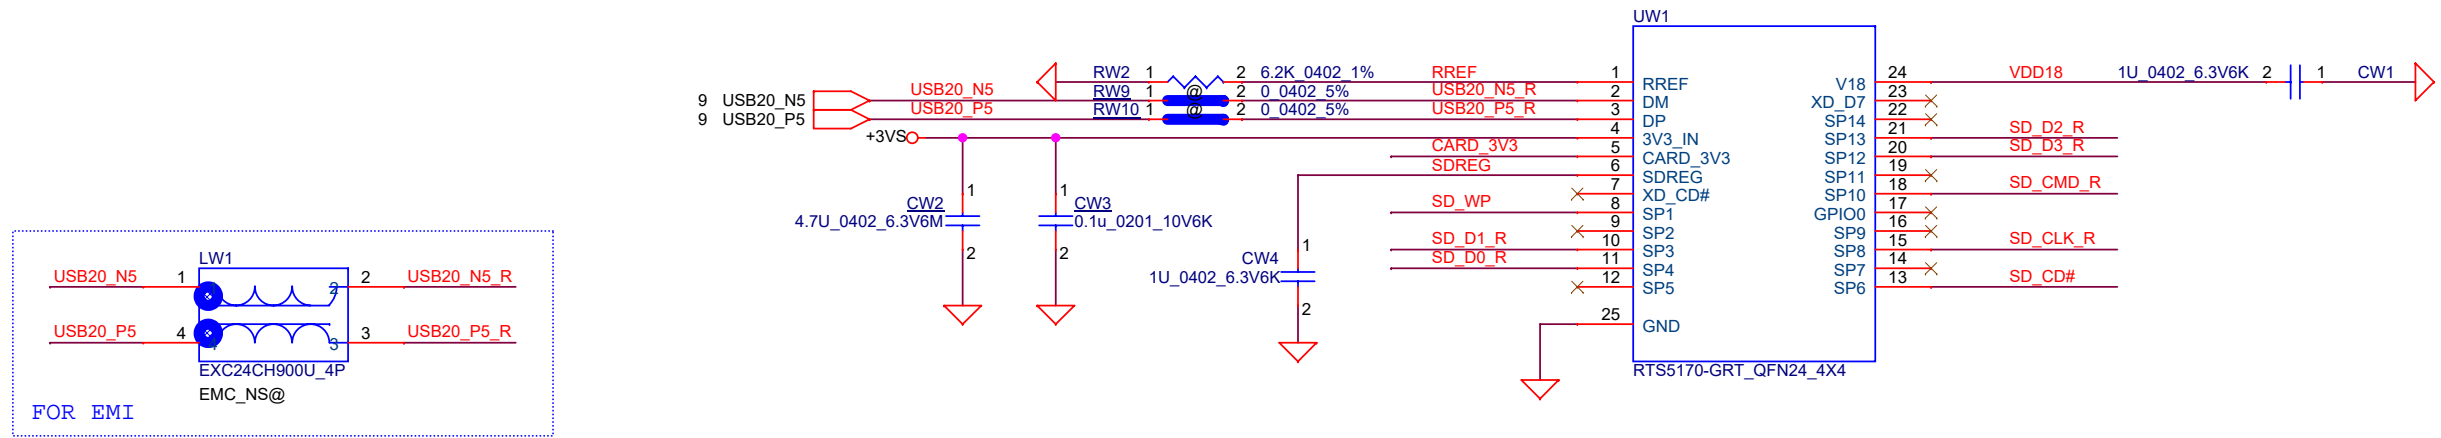 UW1
RW2 1 2 6.2K_0402_1% RREF 1 RREF
9 USB20_N5 USB20_N5 RW9 1 @ 2 0_0402_5% USB20_N5_R 2 DM
9 USB20_P5 USB20_P5 RW10 1 @ 2 0_0402_5% USB20_P5_R 3 DP
+3VS 4 3V3_IN
CARD_3V3 5 CARD_3V3
SDREG 6 SDREG
7 XD_CD#
SD_WP 8 SP1
9 SP2
SD_D1_R 10 SP3
SD_D0_R 11 SP4
12 SP5
25 GND
V18 24 VDD18 1U_0402_6.3V6K 2 1 CW1
XD_D7 23
SP14 22
SP13 21 SD_D2_R
SP12 20 SD_D3_R
SP11 19
SP10 18 SD_CMD_R
GPIO0 17
SP9 16
SP8 15 SD_CLK_R
SP7 14
SP6 13 SD_CD#
RTS5170-GRT_QFN24_4X4
1
CW2
4.7U_0402_6.3V6M
2
1
CW3
0.1u_0201_10V6K
2
1
CW4
1U_0402_6.3V6K
2
LW1
USB20_N5 1 1 2 2 USB20_N5_R
USB20_P5 4 4 3 3 USB20_P5_R
EXC24CH900U_4P
EMC_NS@
FOR EMI